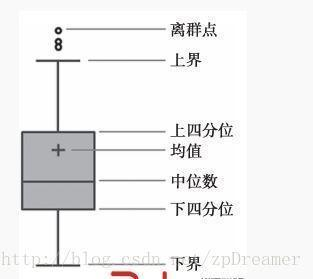 离群点
上界
上四分位
均值
中位数
下四分位
http://blog.csdn.net/zpDreamer
下界